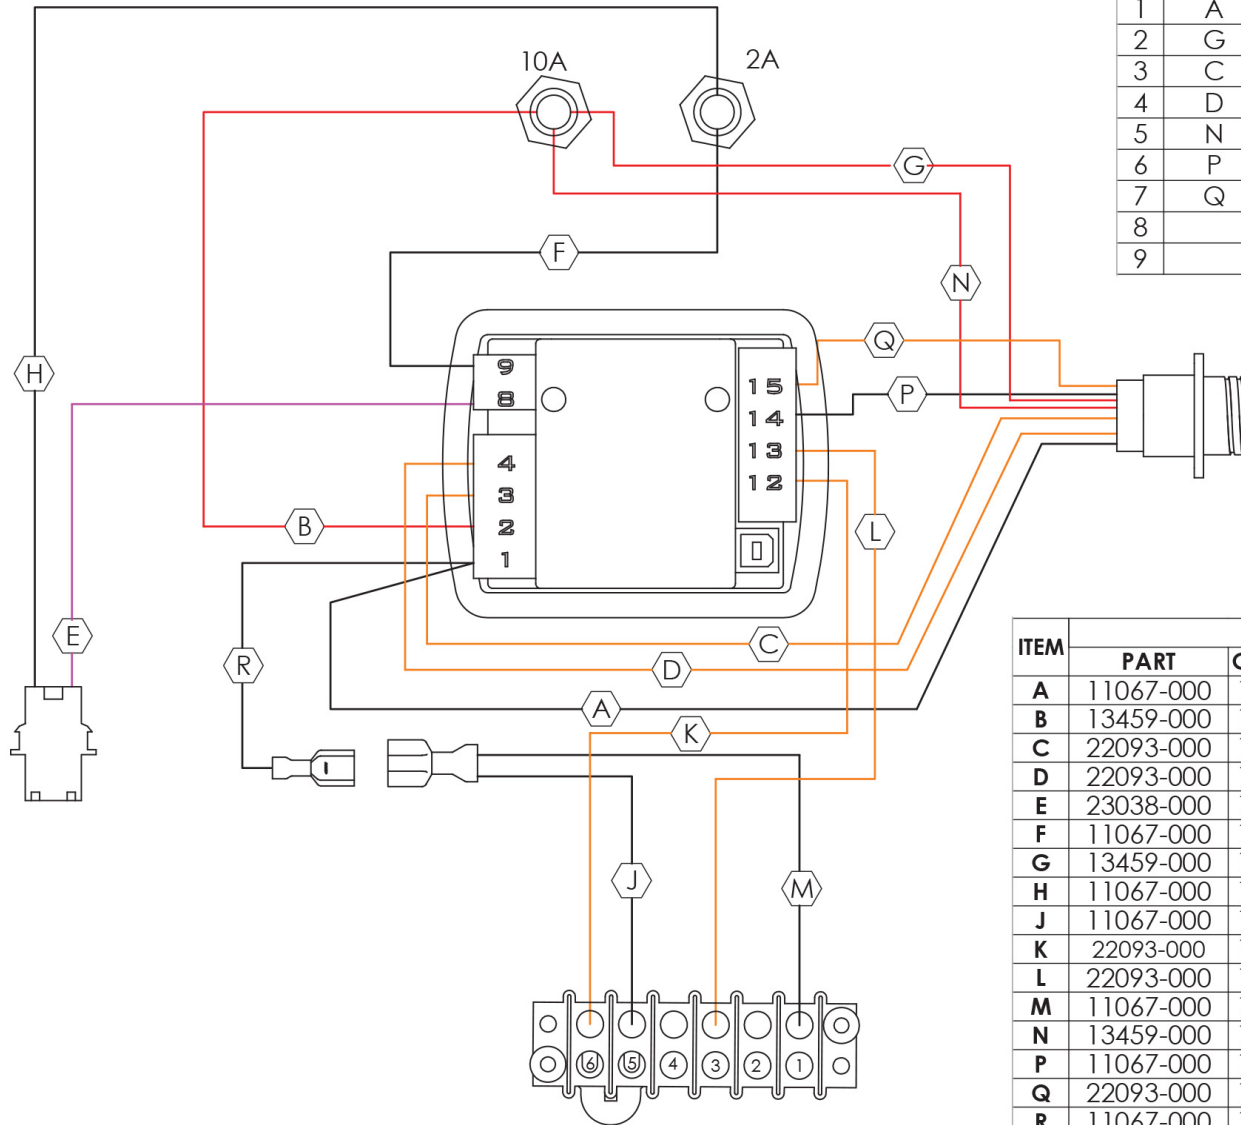 10A
2A
1 A
2 G
3 C
4 D
5 N
6 P
7 Q
8
9
G
F
N
Q
H
P
9
8
15
14
13
12
4
3
2
1
B
L
E
C
R
D
A
K
J
M
6 5 4 3 2 1
ITEM
PART
A 11067-000
B 13459-000
C 22093-000
D 22093-000
E 23038-000
F 11067-000
G 13459-000
H 11067-000
J 11067-000
K 22093-000
L 22093-000
M 11067-000
N 13459-000
P 11067-000
Q 22093-000
R 11067-000